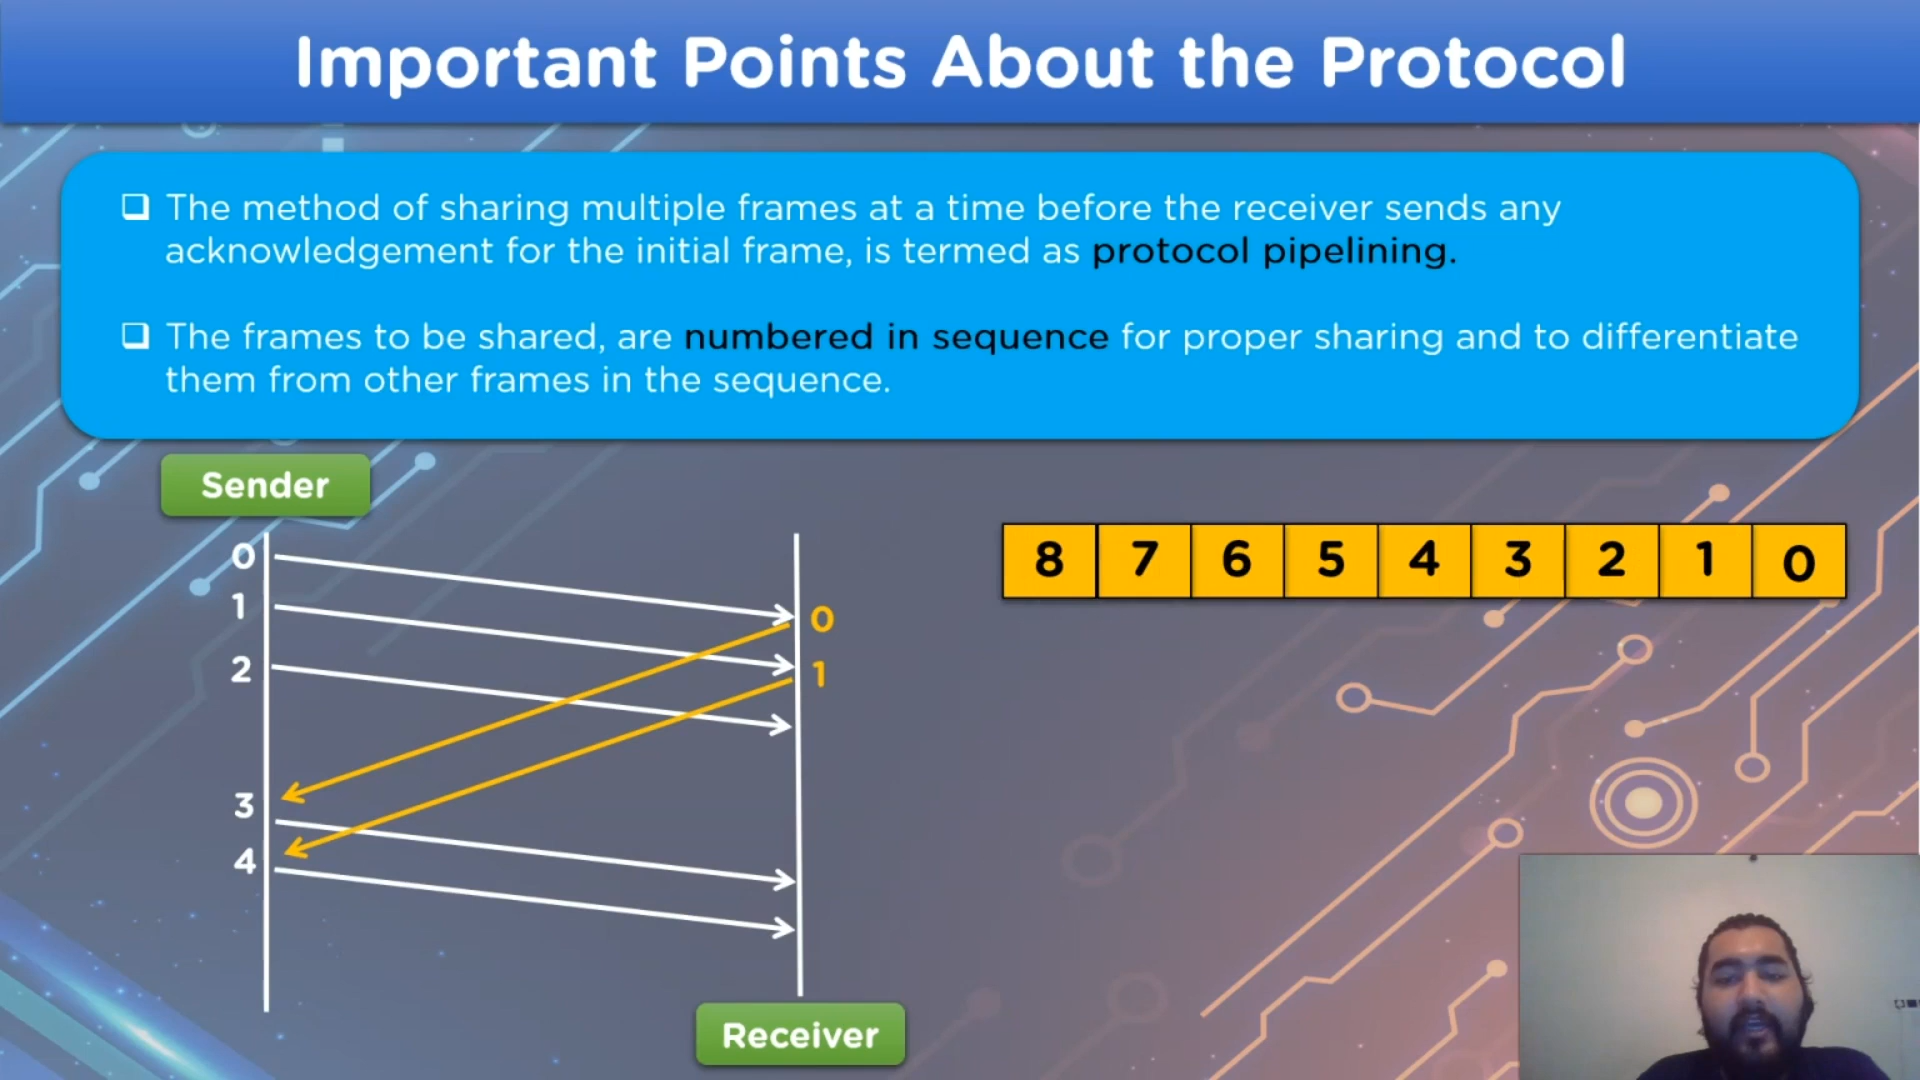 Important Points About the Protocol
❑ The method of sharing multiple frames at a time before the receiver sends any
acknowledgement for the initial frame, is termed as protocol pipelining.
❑ The frames to be shared, are numbered in sequence for proper sharing and to differentiate
them from other frames in the sequence.
Sender
8 7 6 5 4 3 2 1 0
0
0
1
1
2
3
4
Receiver